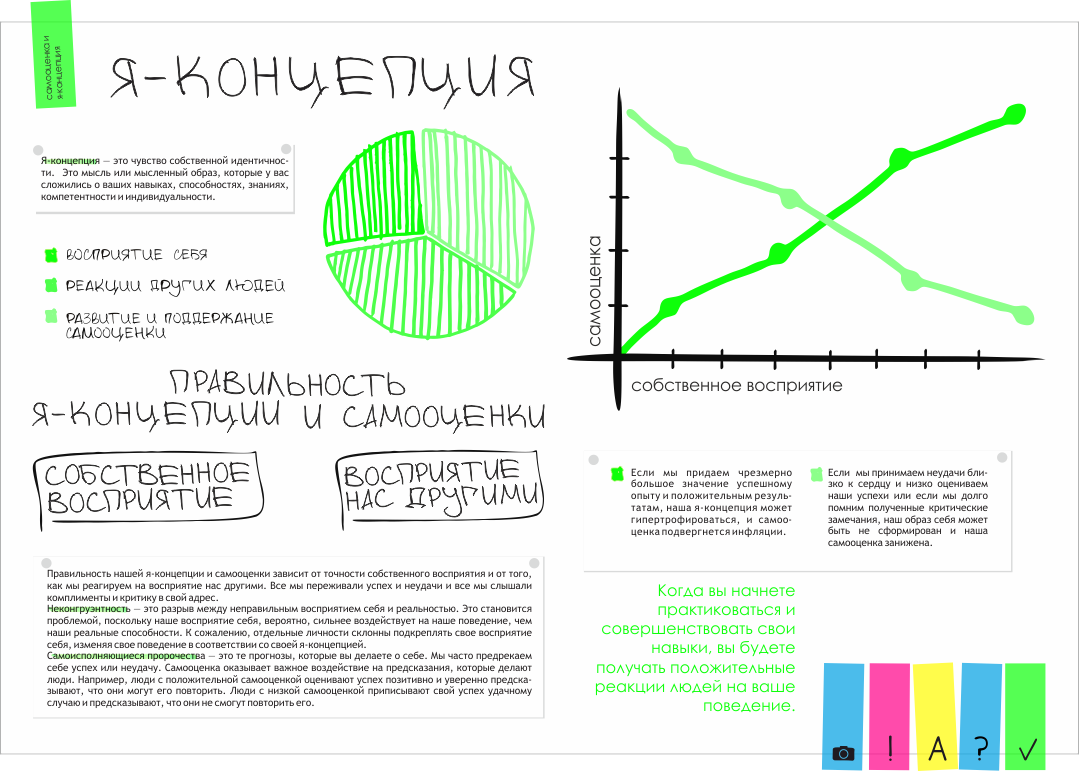 самооценка и
я-концепция
Я-КОНЦЕПЦИЯ
Я-концепция — это чувство собственной идентичнос-
ти. Это мысль или мысленный образ, которые у вас
сложились о ваших навыках, способностях, знаниях,
компетентности и индивидуальности.
ВОСПРИЯТИЕ СЕБЯ
РЕАКЦИИ ДРУГИХ ЛЮДЕЙ
РАЗВИТИЕ И ПОДДЕРЖАНИЕ
САМООЦЕНКИ
ПРАВИЛЬНОСТЬ
Я-КОНЦЕПЦИИ И САМООЦЕНКИ
СОБСТВЕННОЕ
ВОСПРИЯТИЕ
ВОСПРИЯТИЕ
НАС ДРУГИМИ
Правильность нашей я-концепции и самооценки зависит от точности собственного восприятия и от того,
как мы реагируем на восприятие нас другими. Все мы переживали успех и неудачи и все мы слышали
комплименты и критику в свой адрес.
Неконгруэнтность — это разрыв между неправильным восприятием себя и реальностью. Это становится
проблемой, поскольку наше восприятие себя, вероятно, сильнее воздействует на наше поведение, чем
наши реальные способности. К сожалению, отдельные личности склонны подкреплять свое восприятие
себя, изменяя свое поведение в соответствии со своей я-концепцией.
Самоисполняющиеся пророчества — это те прогнозы, которые вы делаете о себе. Мы часто предрекаем
себе успех или неудачу. Самооценка оказывает важное воздействие на предсказания, которые делают
люди. Например, люди с положительной самооценкой оценивают успех позитивно и уверенно предска-
зывают, что они могут его повторить. Люди с низкой самооценкой приписывают свой успех удачному
случаю и предсказывают, что они не смогут повторить его.
самооценка
собственное восприятие
Если мы придаем чрезмерно
большое значение успешному
опыту и положительным резуль-
татам, наша я-концепция может
гипертрофироваться, и самоо-
ценка подвергнется инфляции.
Если мы принимаем неудачи бли-
зко к сердцу и низко оцениваем
наши успехи или если мы долго
помним полученные критические
замечания, наш образ себя может
быть не сформирован и наша
самооценка занижена.
Когда вы начнете
практиковаться и
совершенствовать свои
навыки, вы будете
получать положительные
реакции людей на ваше
поведение.
! А ? ✓